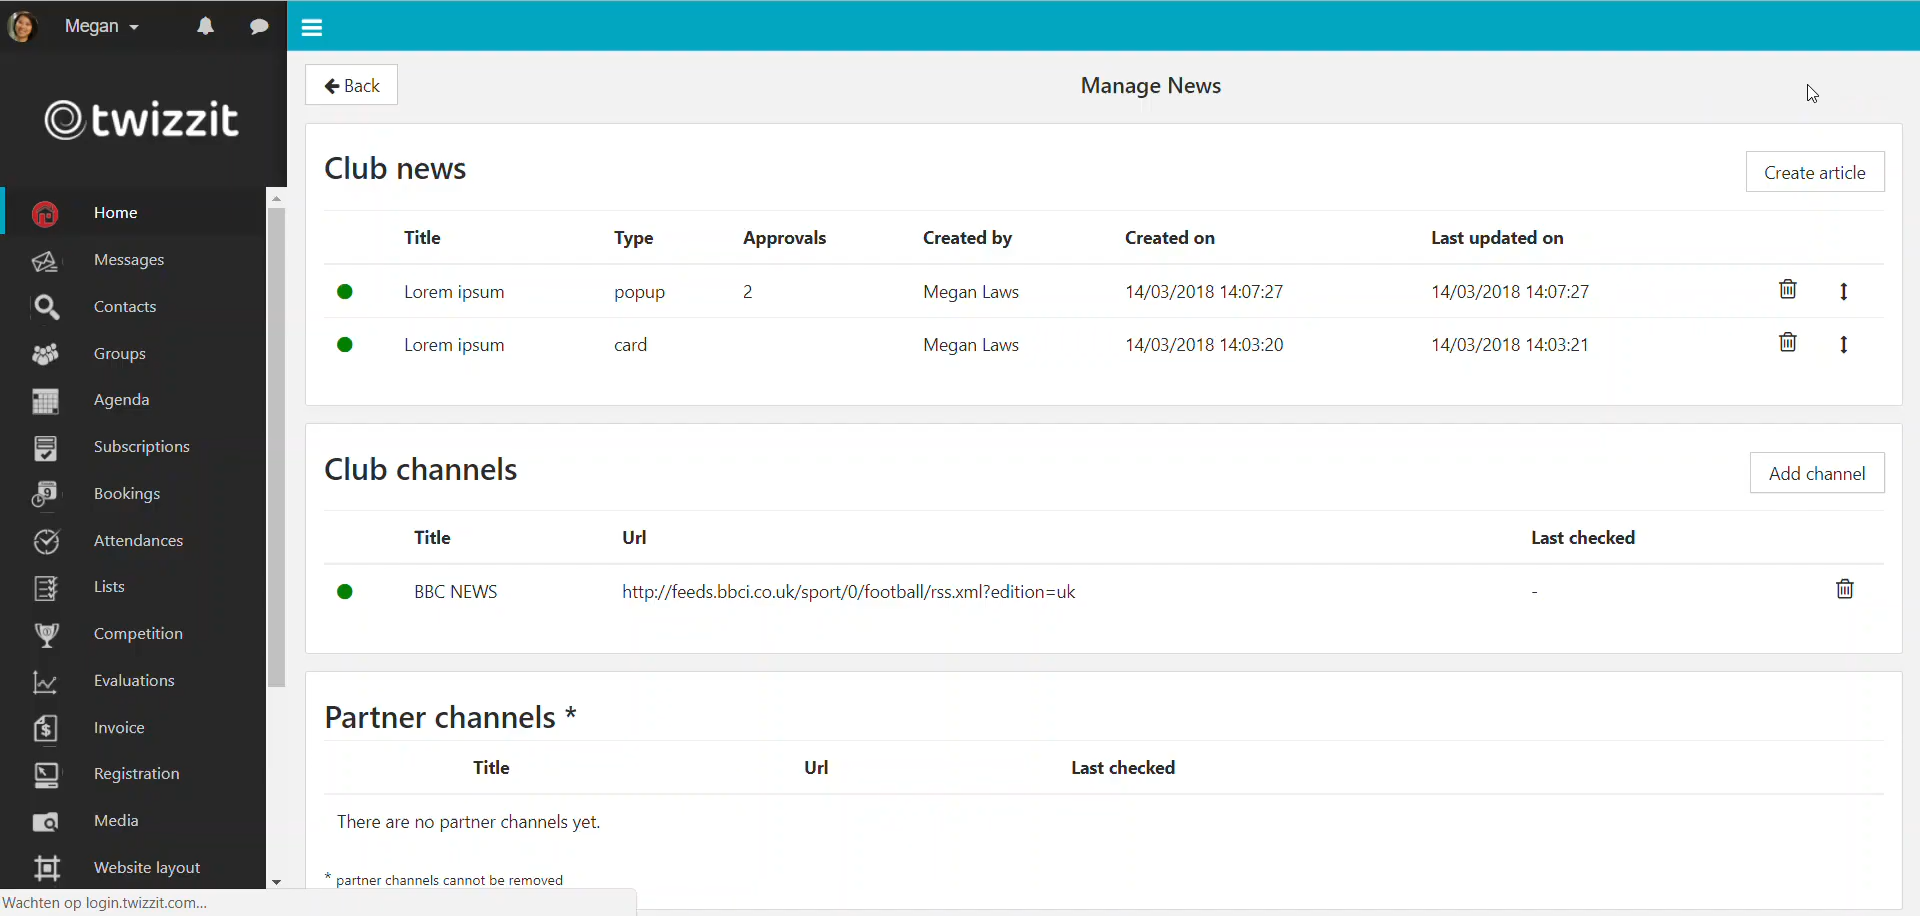 Megan
twizzit
Home
Messages
Contacts
Groups
Agenda
Subscriptions
Bookings
Attendances
Lists
Competition
Evaluations
Invoice
Registration
Media
Website layout
Wachten op login.twizzit.com...
Back
Manage News
Club news
Create article
Title Type Approvals Created by Created on Last updated on
Lorem ipsum popup 2 Megan Laws 14/03/2018 14:07:27 14/03/2018 14:07:27
Lorem ipsum card Megan Laws 14/03/2018 14:03:20 14/03/2018 14:03:21
Club channels
Add channel
Title Url Last checked
BBC NEWS http://feeds.bbci.co.uk/sport/0/football/rss.xml?edition=uk -
Partner channels *
Title Url Last checked
There are no partner channels yet.
* partner channels cannot be removed